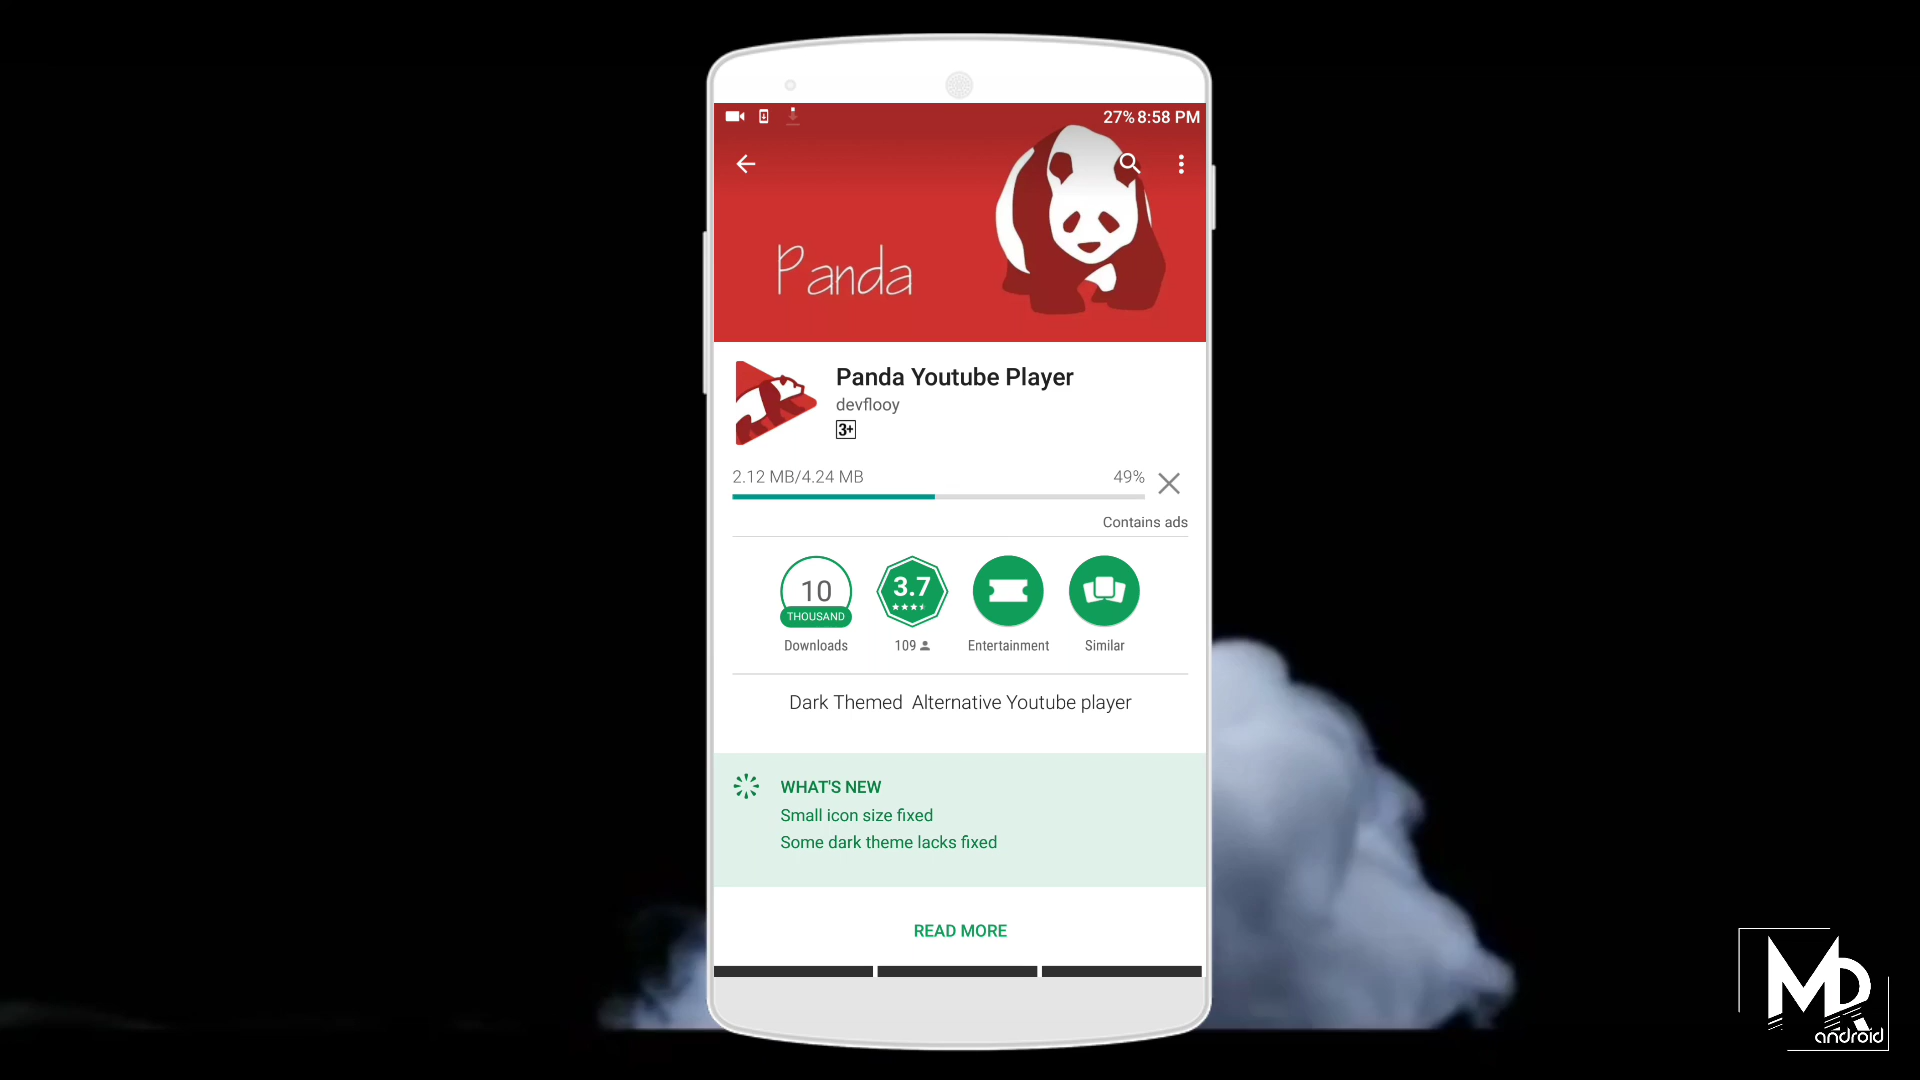 27% 8:58 PM
Panda
Panda Youtube Player
devflooy
3+
2.12 MB/4.24 MB
49%
Contains ads
10
THOUSAND
Downloads
3.7
109
Entertainment
Similar
Dark Themed Alternative Youtube player
WHAT'S NEW
Small icon size fixed
Some dark theme lacks fixed
READ MORE
MR
android